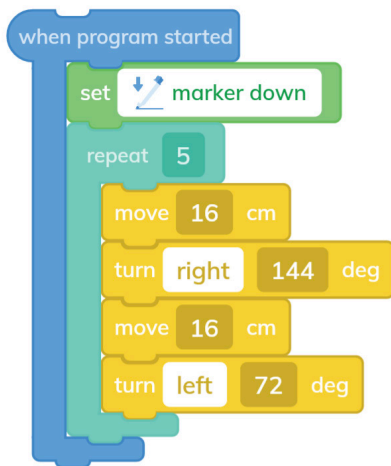 when program started
set marker down
repeat 5
move 16 cm
turn right 144 deg
move 16 cm
turn left 72 deg